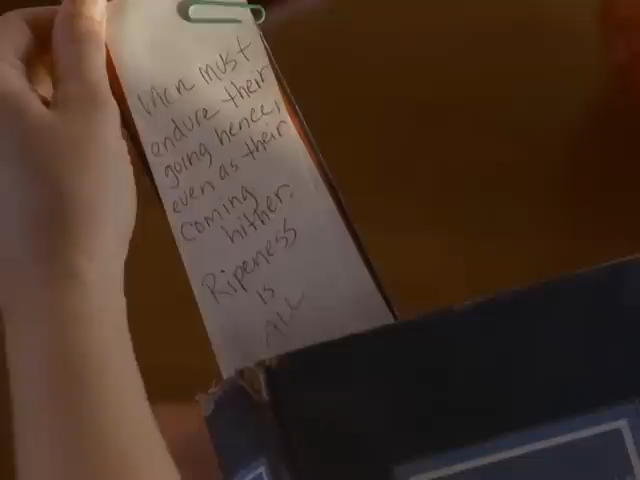 Men must
endure their
going hence,
even as their
coming
hither.
Ripeness
is
ALL